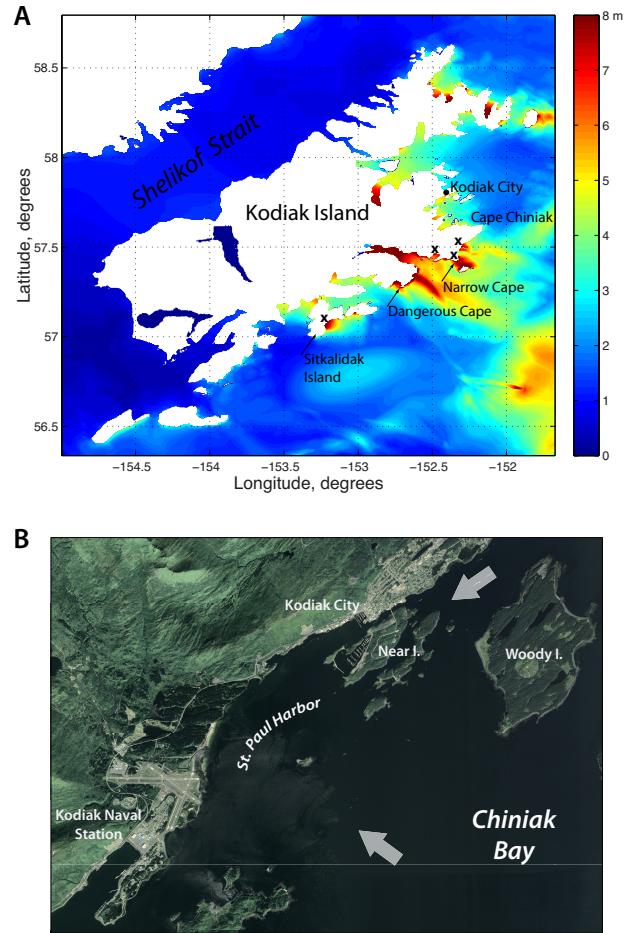 A
8 m
7
6
5
4
3
2
1
0
58.5
58
57.5
57
56.5
Latitude, degrees
Shelikof Strait
Kodiak Island
Kodiak City
Cape Chiniak
x
x
x
Narrow Cape
Dangerous Cape
x
Sitkalidak
Island
−154.5
−154
−153.5
−153
−152.5
−152
Longitude, degrees
B
Kodiak City
Near I.
Woody I.
St. Paul Harbor
Kodiak Naval
Station
Chiniak
Bay